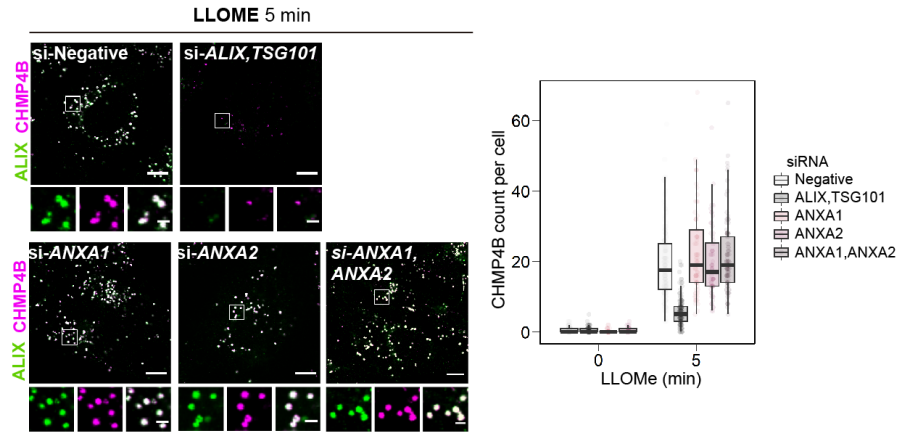 LLOME 5 min
si-Negative
si-ALIX,TSG101
ALIX CHMP4B
si-ANXA1
si-ANXA2
si-ANXA1,
ANXA2
ALIX CHMP4B
CHMP4B count per cell
60
40
20
0
0
5
LLOMe (min)
siRNA
Negative
ALIX,TSG101
ANXA1
ANXA2
ANXA1,ANXA2